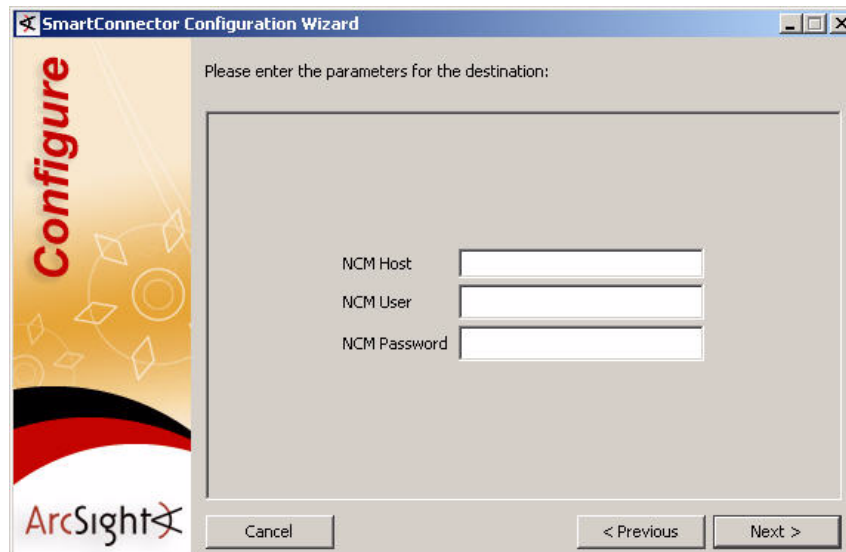 SmartConnector Configuration Wizard
Configure
Please enter the parameters for the destination:
NCM Host
NCM User
NCM Password
ArcSight
Cancel
< Previous
Next >